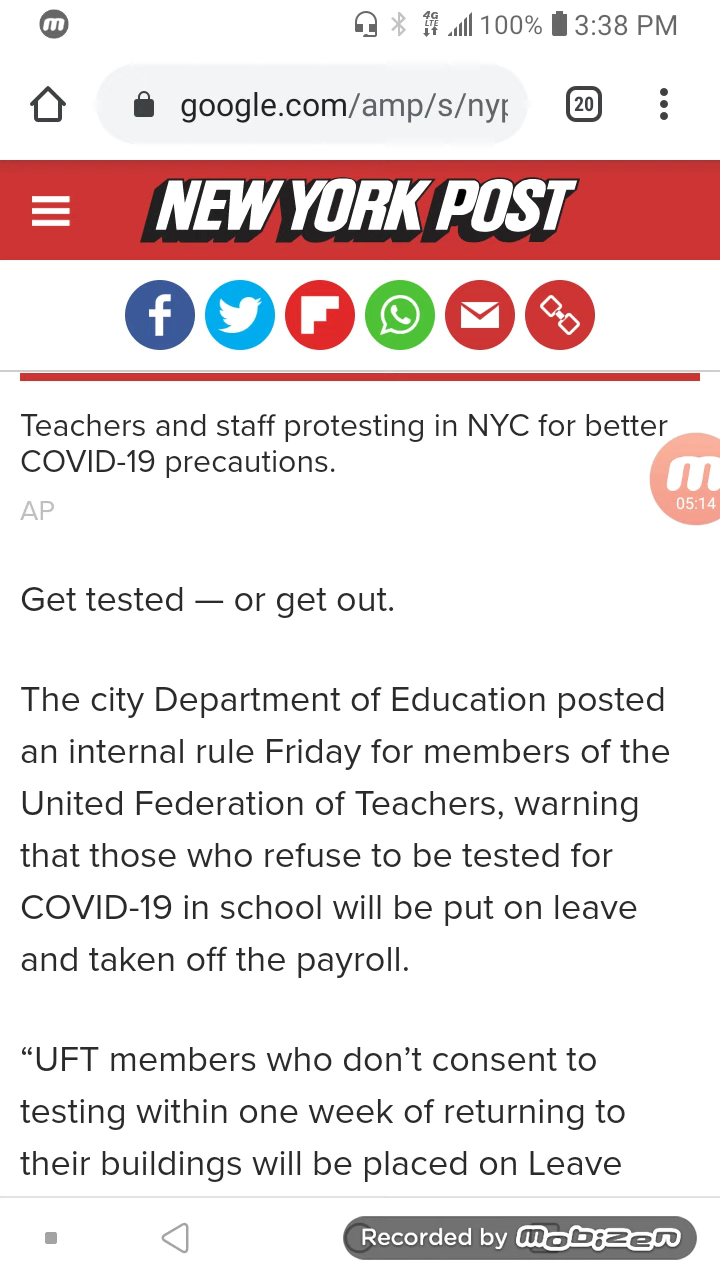 m 4G LTE 100% 3:38 PM
google.com/amp/s/nyp
20
NEW YORK POST
Teachers and staff protesting in NYC for better
COVID-19 precautions.
m
05:14
AP
Get tested — or get out.
The city Department of Education posted
an internal rule Friday for members of the
United Federation of Teachers, warning
that those who refuse to be tested for
COVID-19 in school will be put on leave
and taken off the payroll.
“UFT members who don’t consent to
testing within one week of returning to
their buildings will be placed on Leave
Recorded by mobizen